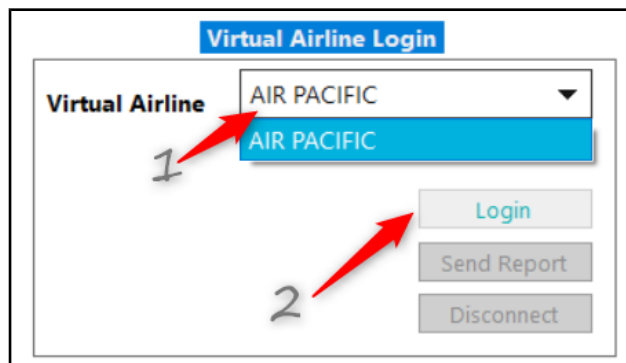 Virtual Airline Login
Virtual Airline AIR PACIFIC
AIR PACIFIC
1
Login
Send Report
2
Disconnect